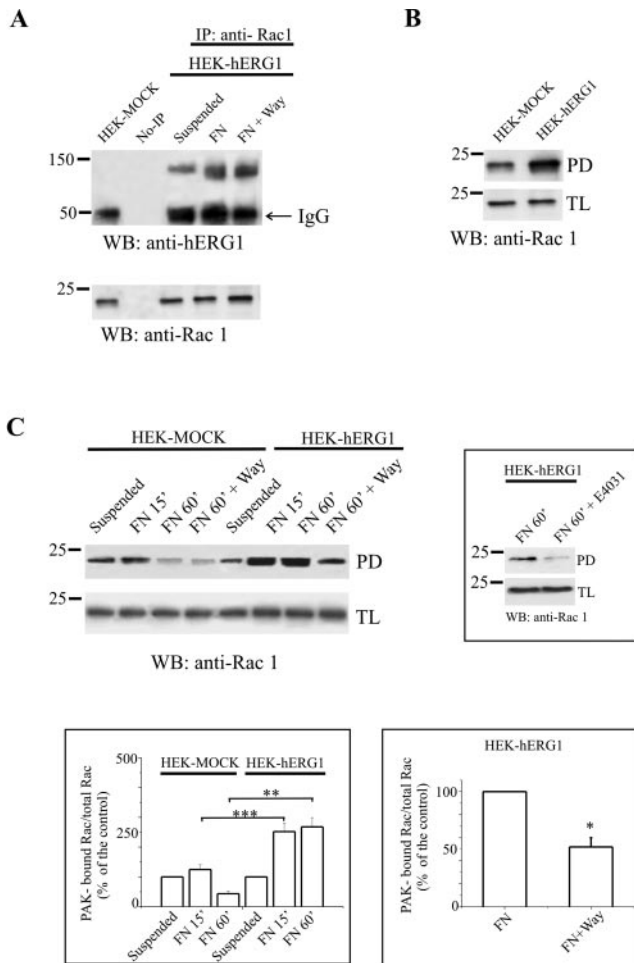 A
IP: anti- Rac1
HEK-hERG1
HEK-MOCK
No-IP
Suspended
FN
FN + Way
150
50
IgG
WB: anti-hERG1
25
WB: anti-Rac 1
B
HEK-MOCK
HEK-hERG1
25
PD
25
TL
WB: anti-Rac 1
C
HEK-MOCK
HEK-hERG1
Suspended
FN 15’
FN 60’
FN 60’ + Way
Suspended
FN 15’
FN 60’
FN 60’ + Way
25
PD
25
TL
WB: anti-Rac 1
HEK-hERG1
FN 60’
FN 60’ + E4031
25
PD
25
TL
WB: anti-Rac 1
PAK- bound Rac/total Rac
(% of the control)
500
250
0
HEK-MOCK
HEK-hERG1
**
***
Suspended
FN 15’
FN 60’
Suspended
FN 15’
FN 60’
HEK-hERG1
PAK- bound Rac/total Rac
(% of the control)
100
50
0
*
FN
FN+Way